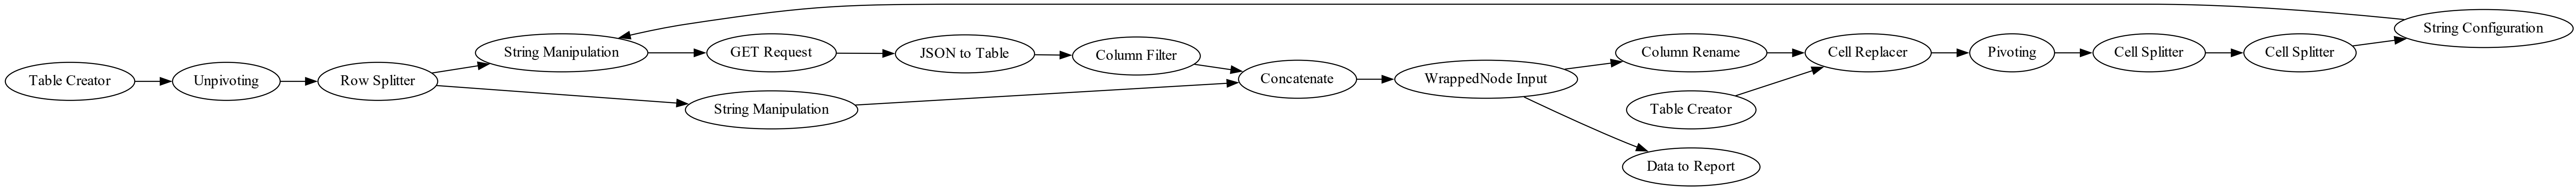 Table Creator
Unpivoting
Row Splitter
String Manipulation
String Manipulation
GET Request
JSON to Table
Column Filter
Concatenate
WrappedNode Input
Column Rename
Table Creator
Data to Report
Cell Replacer
Pivoting
Cell Splitter
Cell Splitter
String Configuration